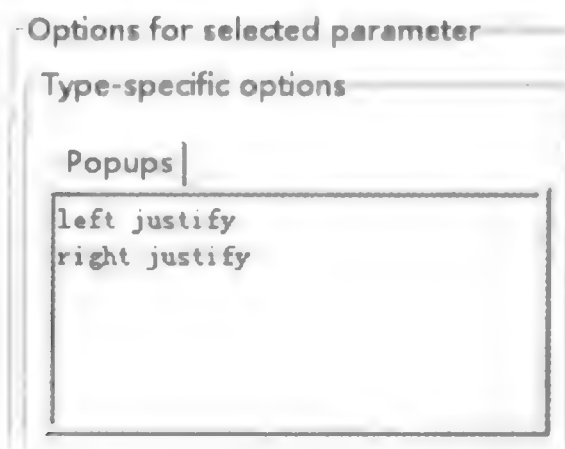 Options for selected parameter
Type-specific options
Popups
left justify
right justify